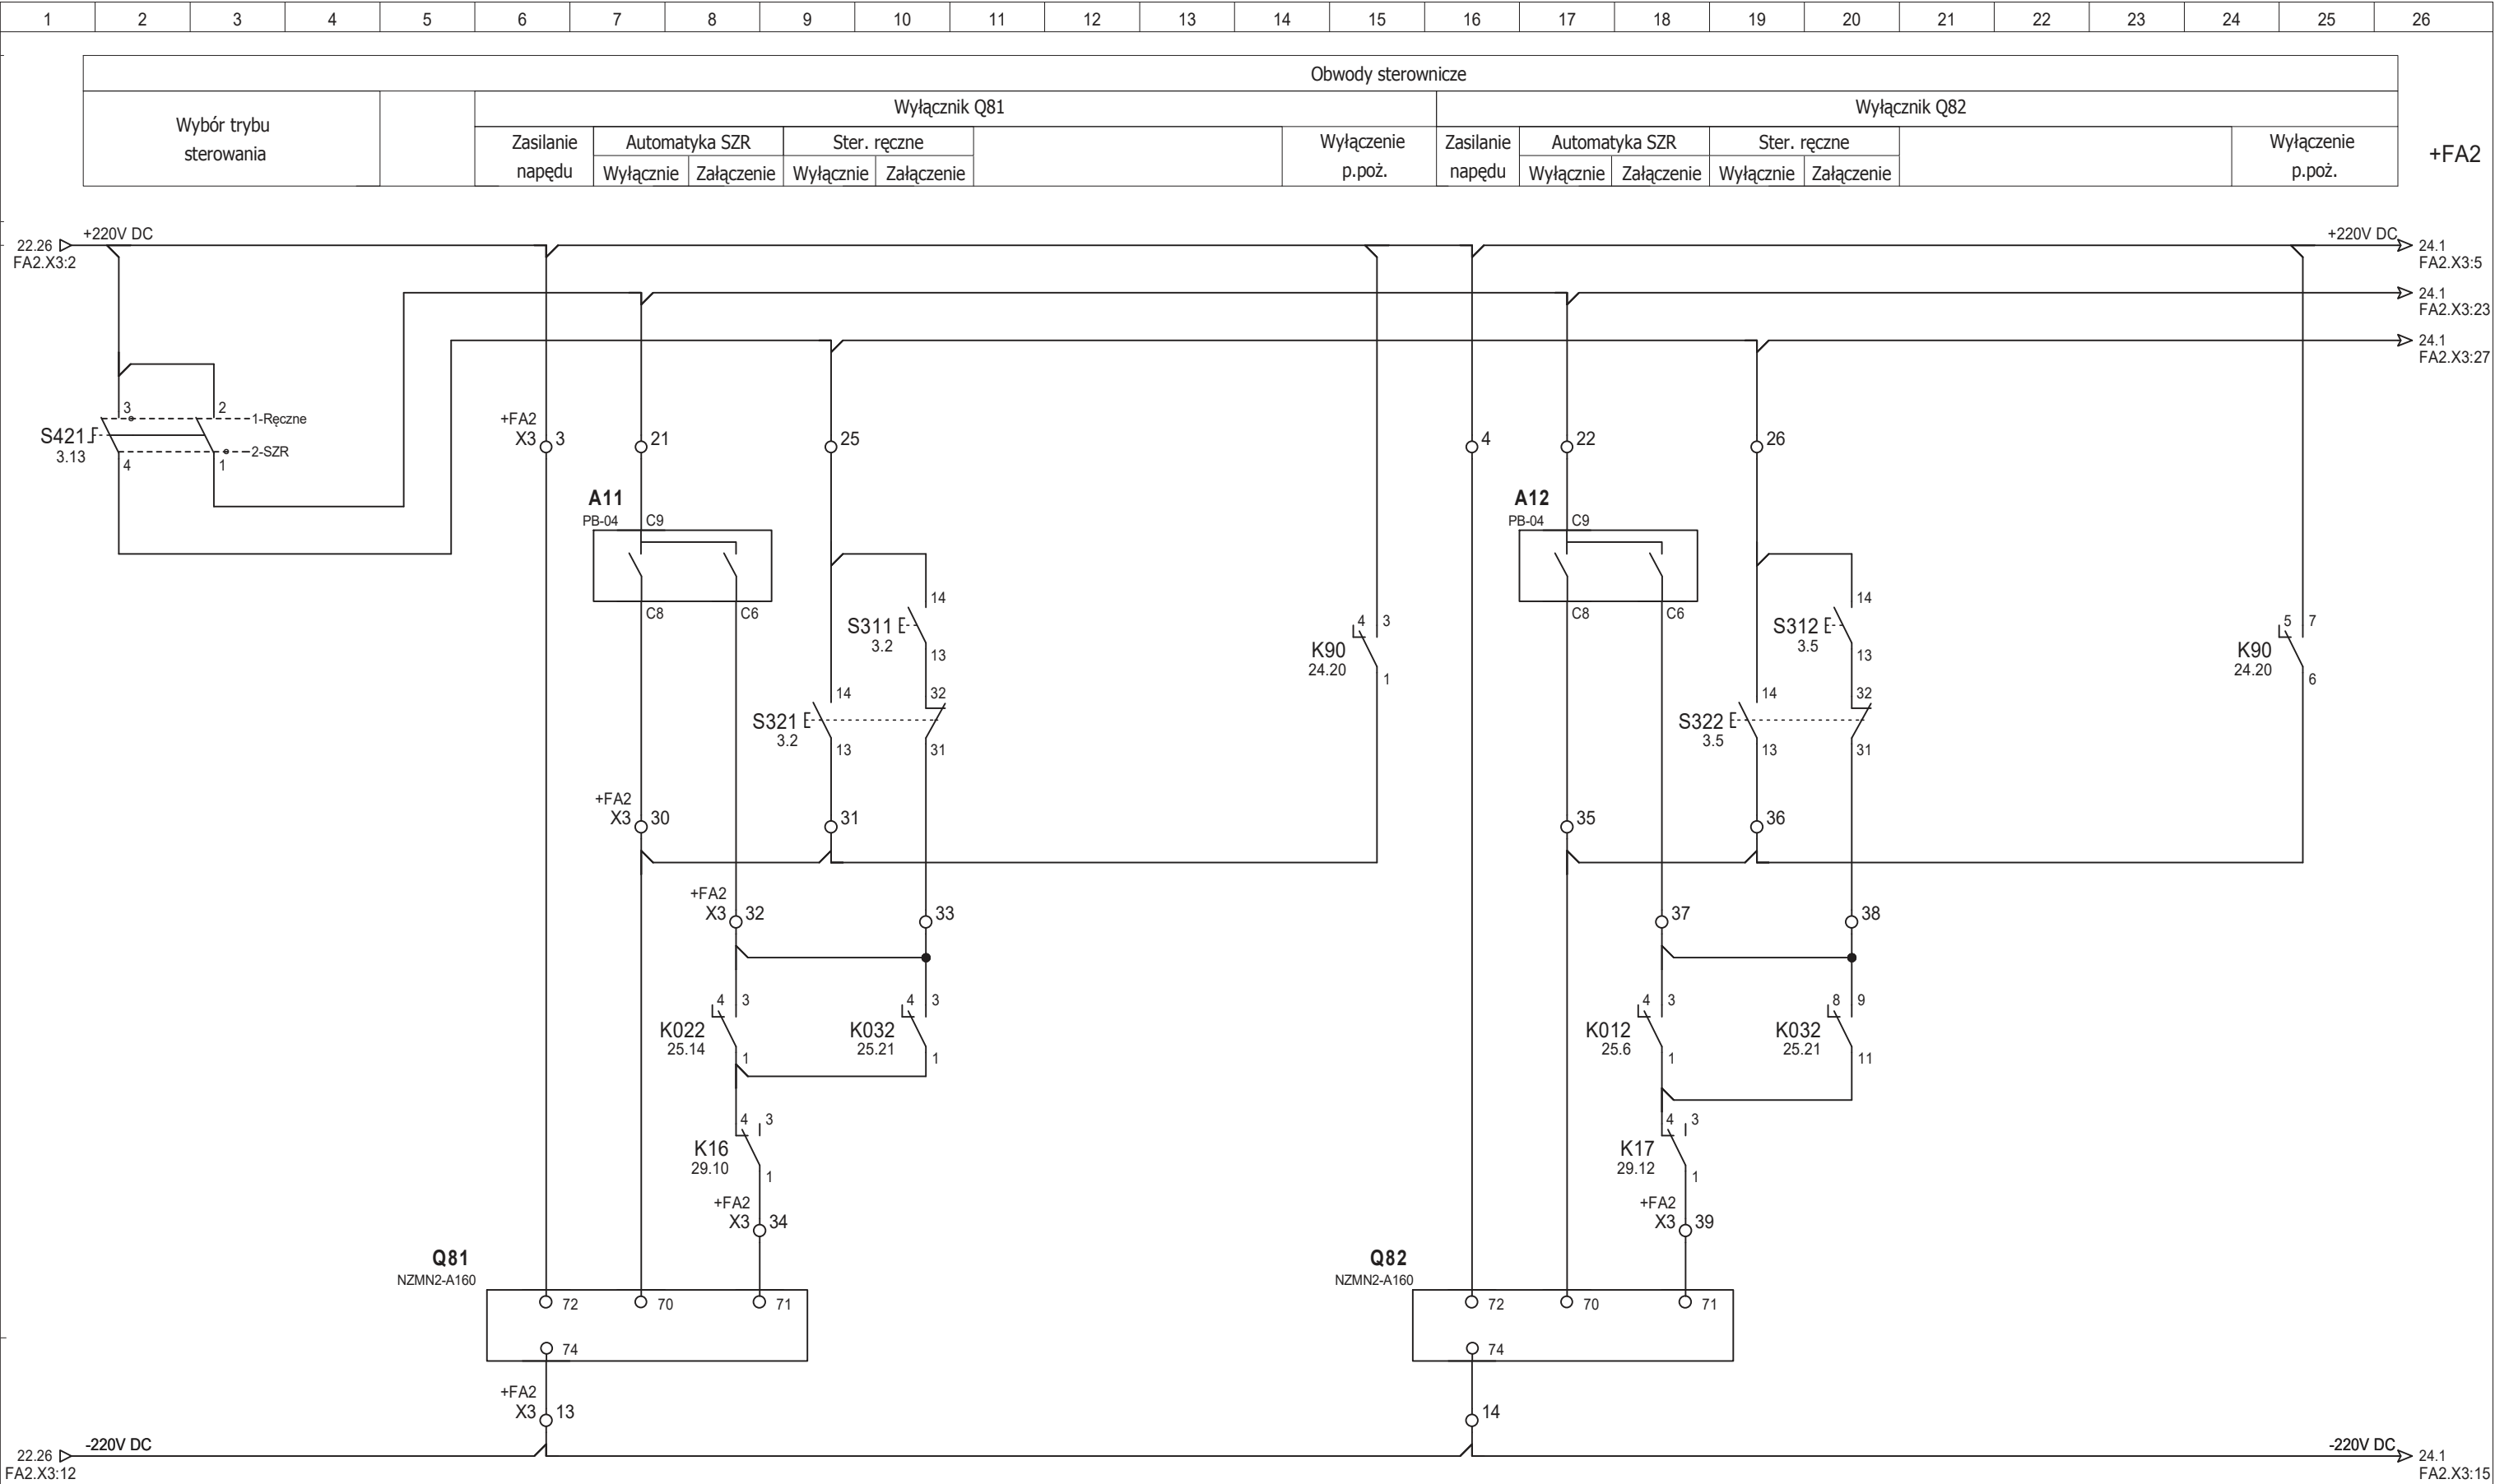 1 2 3 4 5 6 7 8 9 10 11 12 13 14 15 16 17 18 19 20 21 22 23 24 25 26
Obwody sterownicze
Wybór trybu
sterowania
Wyłącznik Q81
Wyłącznik Q82
Zasilanie
napędu
Automatyka SZR
Wyłącznie
Załączenie
Ster. ręczne
Wyłącznie
Załączenie
Wyłączenie
p.poż.
Zasilanie
napędu
Automatyka SZR
Wyłącznie
Załączenie
Ster. ręczne
Wyłącznie
Załączenie
Wyłączenie
p.poż.
+FA2
22.26
FA2.X3:2
+220V DC
+220V DC
24.1
FA2.X3:5
24.1
FA2.X3:23
24.1
FA2.X3:27
3
2
1-Ręczne
S421
3.13
2-SZR
4
1
+FA2
X3
3
21
25
4
22
26
A11
PB-04
C9
C8
C6
A12
PB-04
C9
C8
C6
14
S311
3.2
13
14
32
S321
3.2
13
31
4
3
K90
24.20
1
14
S312
3.5
13
14
32
S322
3.5
13
31
5
7
K90
24.20
6
+FA2
X3
30
31
35
36
+FA2
X3
32
33
37
38
4
3
K022
25.14
1
4
3
K032
25.21
1
4
3
K012
25.6
1
8
9
K032
25.21
11
4
3
K16
29.10
1
+FA2
X3
34
4
3
K17
29.12
1
+FA2
X3
39
Q81
NZMN2-A160
72
70
71
74
Q82
NZMN2-A160
72
70
71
74
+FA2
X3
13
14
22.26
FA2.X3:12
-220V DC
-220V DC
24.1
FA2.X3:15